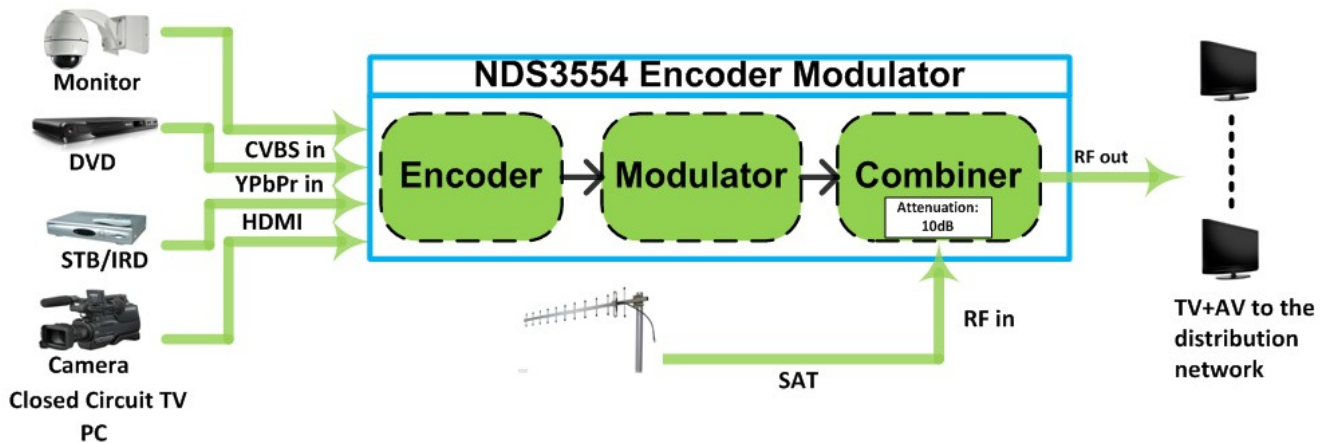 NDS3554 Encoder Modulator
Monitor
DVD
STB/IRD
Camera
Closed Circuit TV
PC
CVBS in
YPbPr in
HDMI
Encoder
Modulator
Combiner
Attenuation:
10dB
RF out
RF in
SAT
TV+AV to the
distribution
network